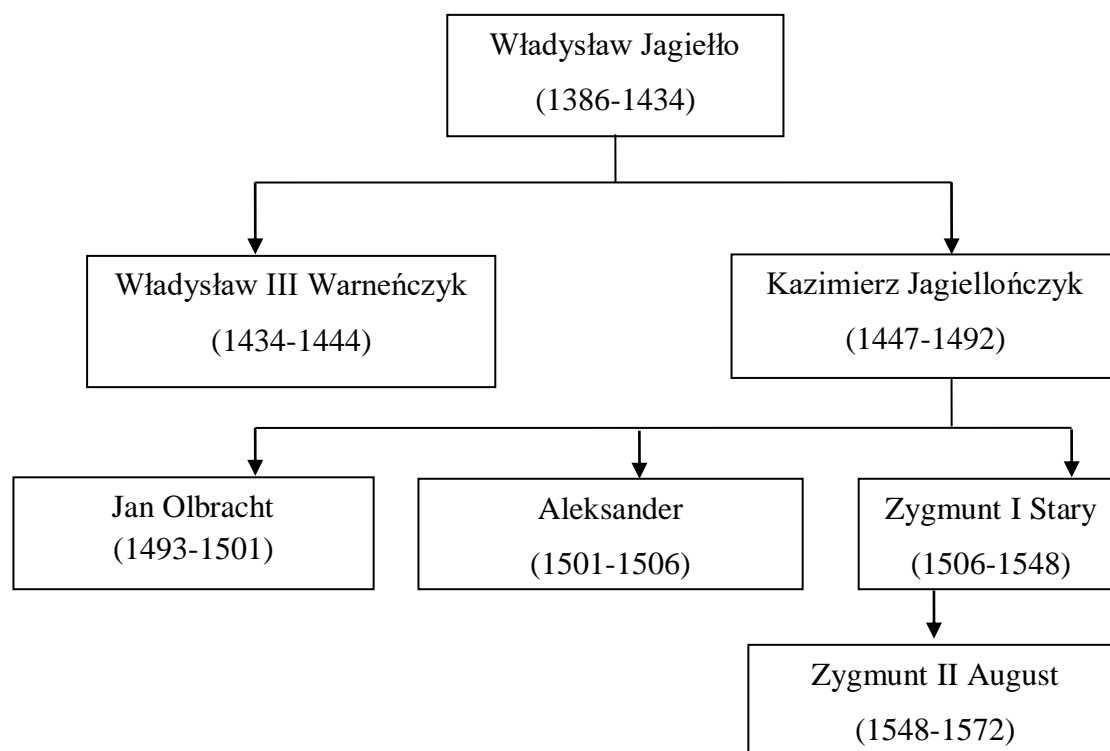 Władysław Jagiełło
(1386-1434)
Władysław III Warneńczyk
(1434-1444)
Kazimierz Jagiellończyk
(1447-1492)
Jan Olbracht
(1493-1501)
Aleksander
(1501-1506)
Zygmunt I Stary
(1506-1548)
Zygmunt II August
(1548-1572)